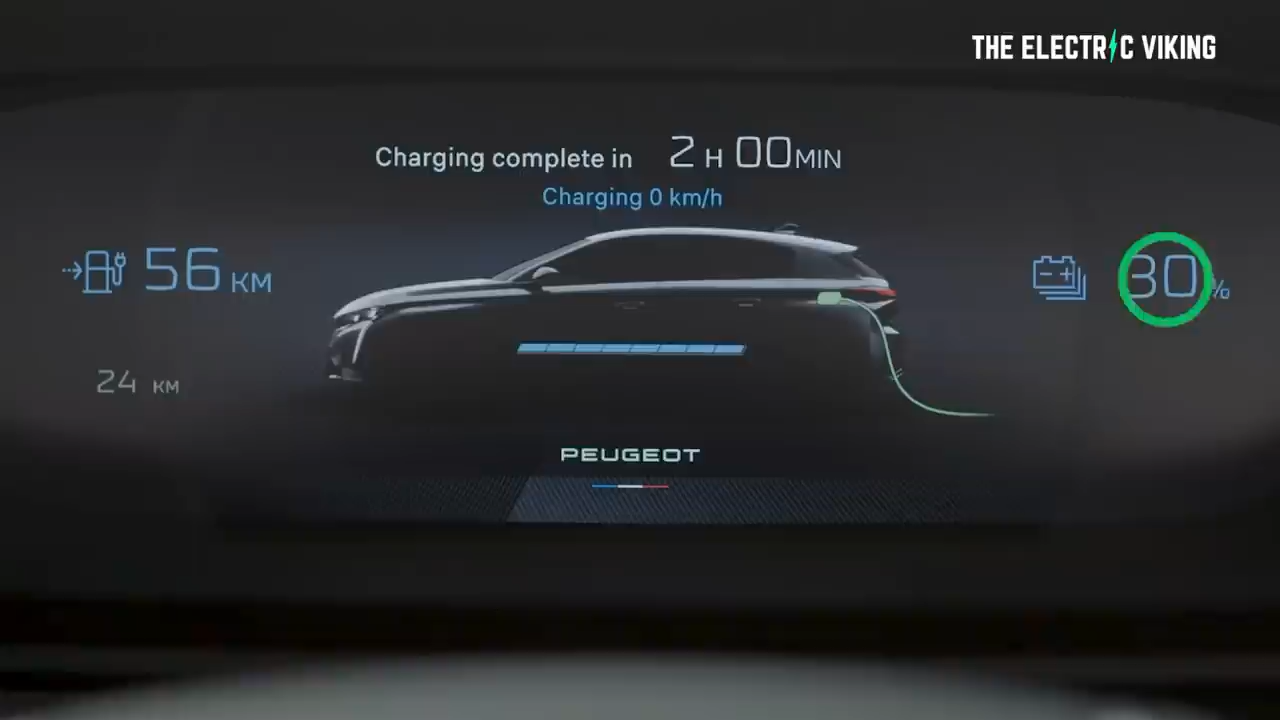 THE ELECTRIC VIKING
Charging complete in 2 H 00 MIN
Charging 0 km/h
56 KM
30 %
24 KM
PEUGEOT